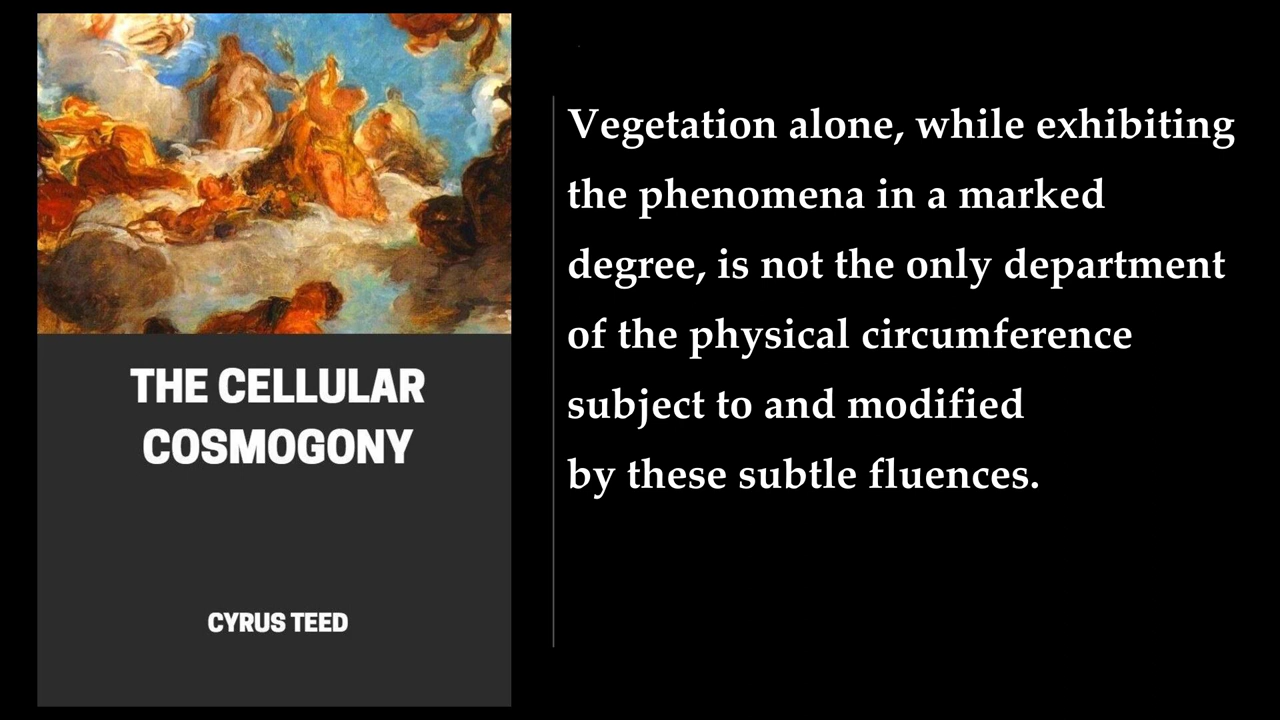 THE CELLULAR
COSMOGONY
CYRUS TEED
Vegetation alone, while exhibiting
the phenomena in a marked
degree, is not the only department
of the physical circumference
subject to and modified
by these subtle fluences.